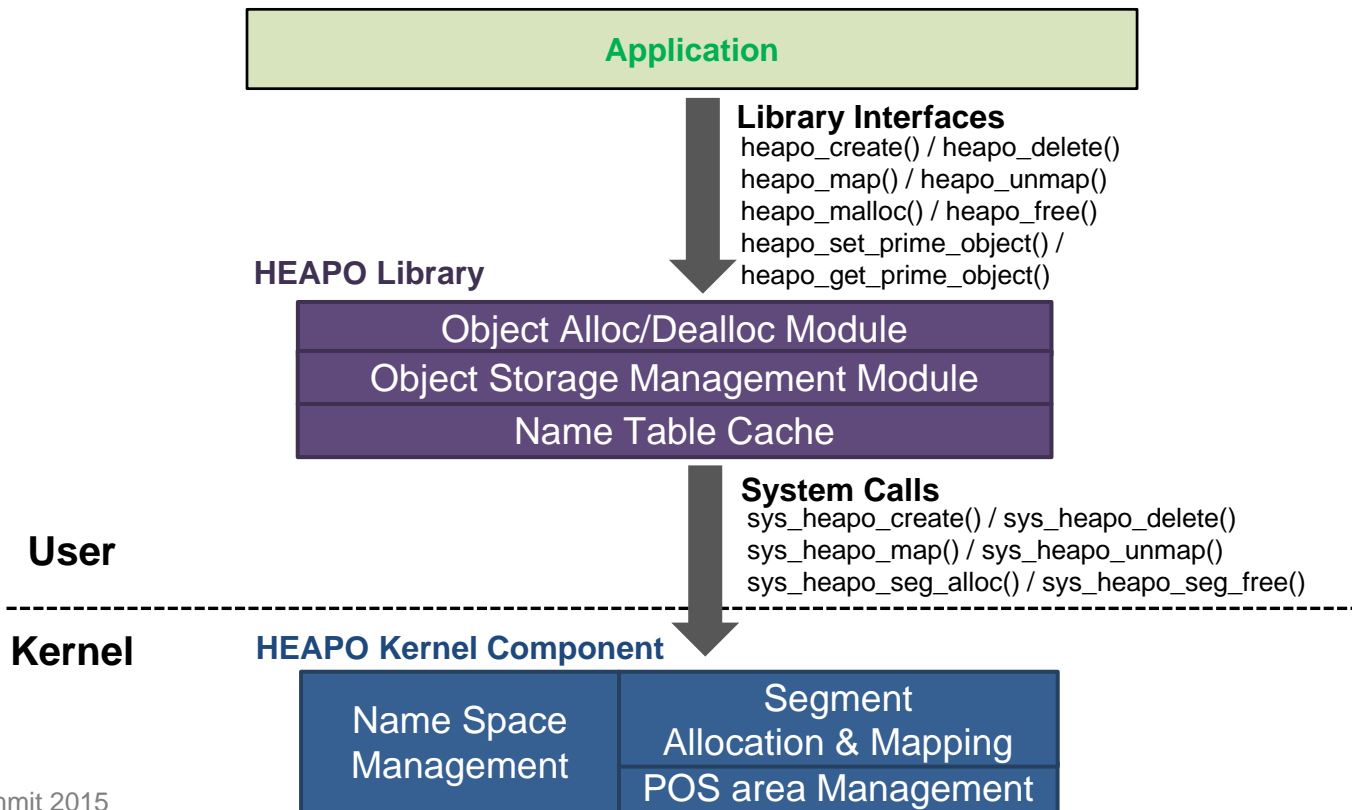 Application
Library Interfaces
heapo_create() / heapo_delete()
heapo_map() / heapo_unmap()
heapo_malloc() / heapo_free()
heapo_set_prime_object() /
heapo_get_prime_object()
HEAPO Library
Object Alloc/Dealloc Module
Object Storage Management Module
Name Table Cache
System Calls
sys_heapo_create() / sys_heapo_delete()
sys_heapo_map() / sys_heapo_unmap()
sys_heapo_seg_alloc() / sys_heapo_seg_free()
User
Kernel
HEAPO Kernel Component
Name Space
Management
Segment
Allocation & Mapping
POS area Management
2015